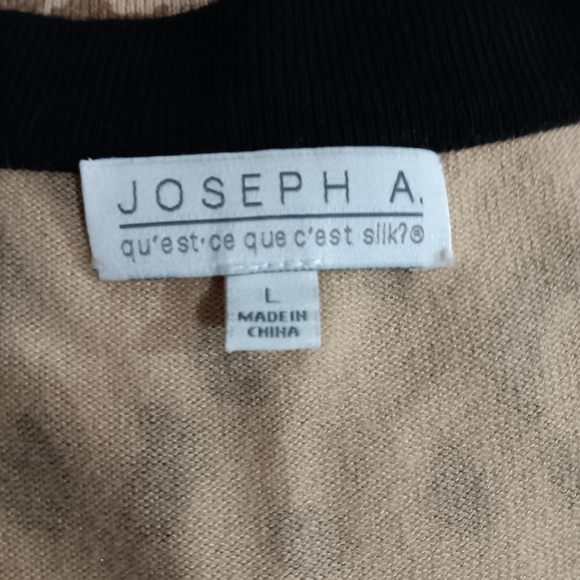 JOSEPH A.
qu'est-ce que c'est silk?®
L
MADE IN
CHINA